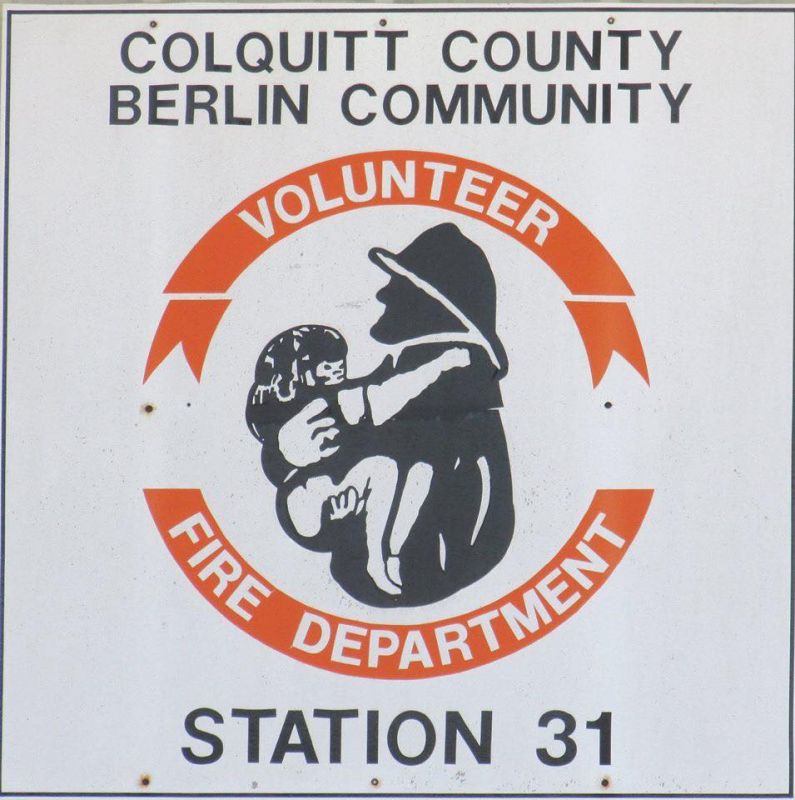 COLQUITT COUNTY
BERLIN COMMUNITY
VOLUNTEER
FIRE DEPARTMENT
STATION 31